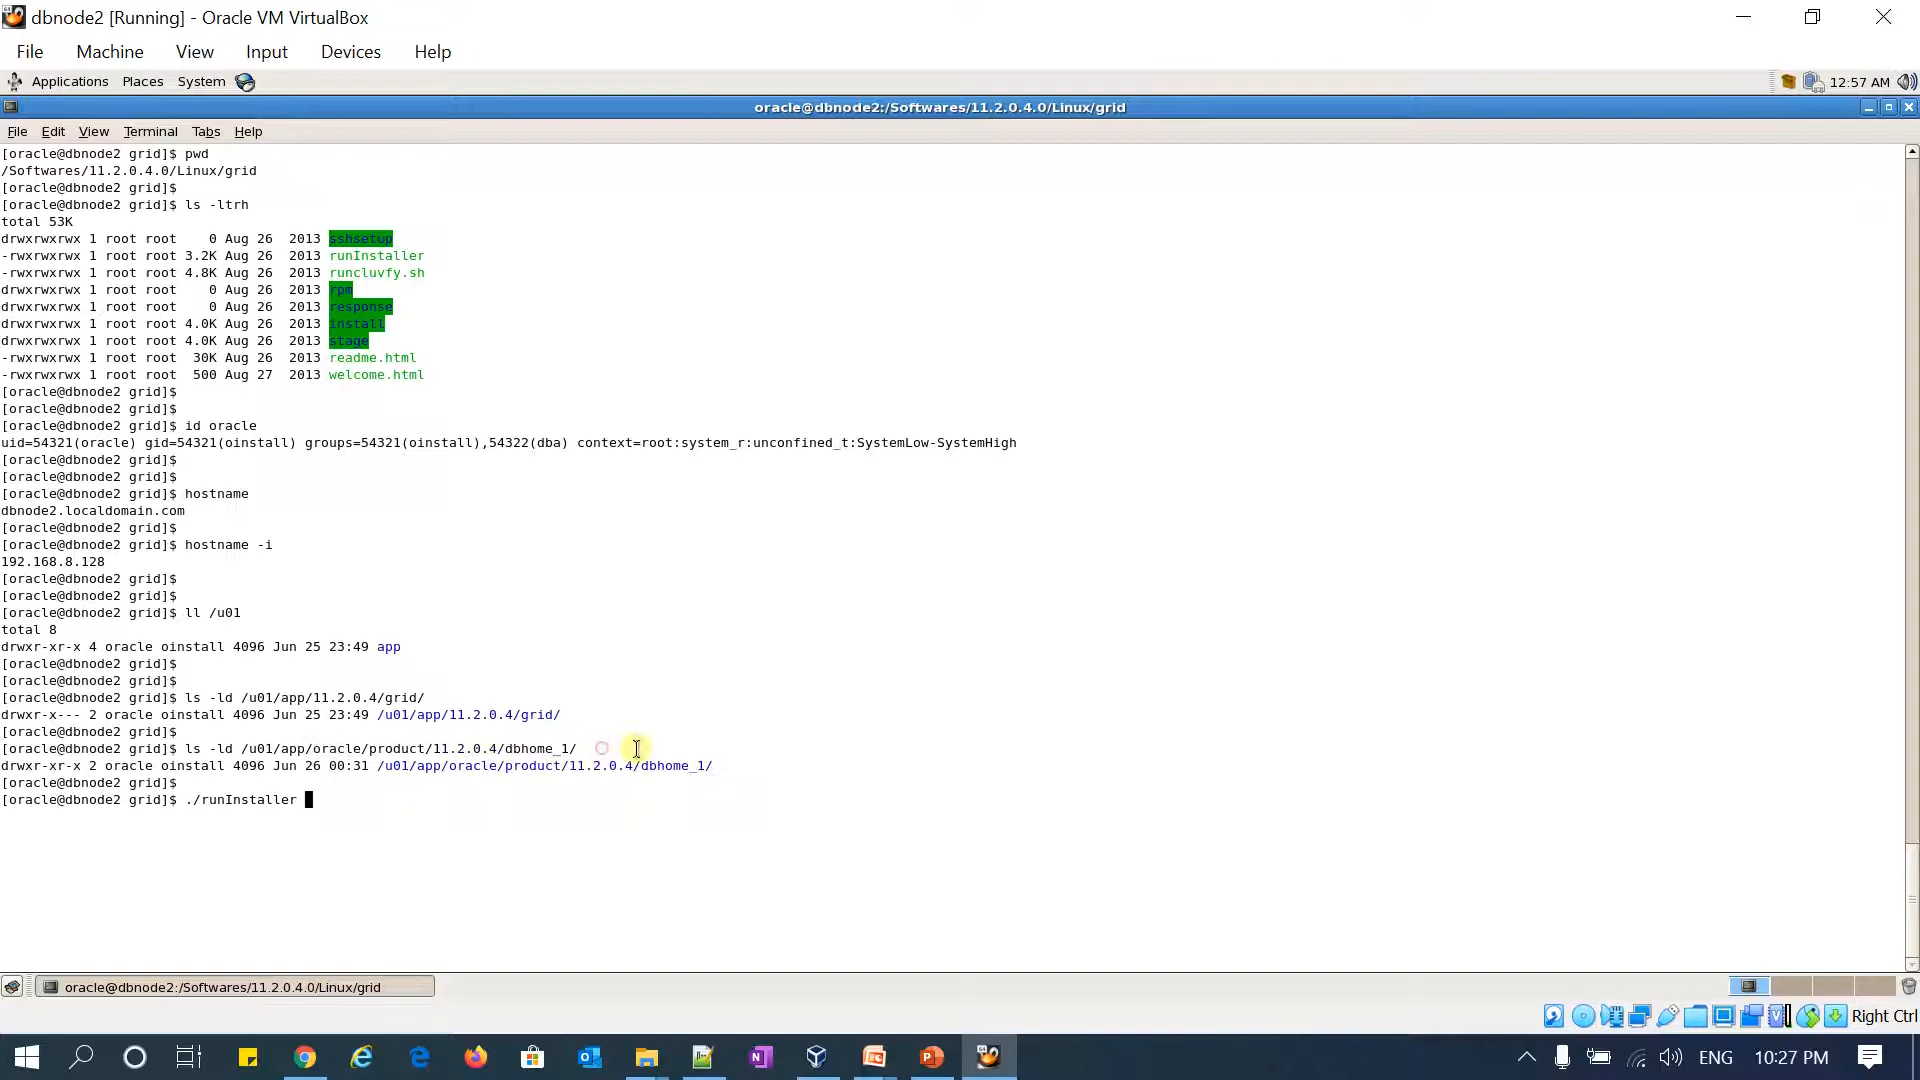 dbnode2 [Running] - Oracle VM VirtualBox
File Machine View Input Devices Help
Applications Places System 12:57 AM
oracle@dbnode2:/Softwares/11.2.0.4.0/Linux/grid
File Edit View Terminal Tabs Help
[oracle@dbnode2 grid]$ pwd
/Softwares/11.2.0.4.0/Linux/grid
[oracle@dbnode2 grid]$
[oracle@dbnode2 grid]$ ls -ltrh
total 53K
drwxrwxrwx 1 root root    0 Aug 26  2013 sshsetup
-rwxrwxrwx 1 root root 3.2K Aug 26  2013 runInstaller
-rwxrwxrwx 1 root root 4.8K Aug 26  2013 runcluvfy.sh
drwxrwxrwx 1 root root    0 Aug 26  2013 rpm
drwxrwxrwx 1 root root    0 Aug 26  2013 response
drwxrwxrwx 1 root root 4.0K Aug 26  2013 install
drwxrwxrwx 1 root root 4.0K Aug 26  2013 stage
-rwxrwxrwx 1 root root  30K Aug 26  2013 readme.html
-rwxrwxrwx 1 root root  500 Aug 27  2013 welcome.html
[oracle@dbnode2 grid]$
[oracle@dbnode2 grid]$
[oracle@dbnode2 grid]$ id oracle
uid=54321(oracle) gid=54321(oinstall) groups=54321(oinstall),54322(dba) context=root:system_r:unconfined_t:SystemLow-SystemHigh
[oracle@dbnode2 grid]$
[oracle@dbnode2 grid]$
[oracle@dbnode2 grid]$ hostname
dbnode2.localdomain.com
[oracle@dbnode2 grid]$
[oracle@dbnode2 grid]$ hostname -i
192.168.8.128
[oracle@dbnode2 grid]$
[oracle@dbnode2 grid]$
[oracle@dbnode2 grid]$ ll /u01
total 8
drwxr-xr-x 4 oracle oinstall 4096 Jun 25 23:49 app
[oracle@dbnode2 grid]$
[oracle@dbnode2 grid]$
[oracle@dbnode2 grid]$ ls -ld /u01/app/11.2.0.4/grid/
drwxr-x--- 2 oracle oinstall 4096 Jun 25 23:49 /u01/app/11.2.0.4/grid/
[oracle@dbnode2 grid]$
[oracle@dbnode2 grid]$ ls -ld /u01/app/oracle/product/11.2.0.4/dbhome_1/
drwxr-xr-x 2 oracle oinstall 4096 Jun 26 00:31 /u01/app/oracle/product/11.2.0.4/dbhome_1/
[oracle@dbnode2 grid]$
[oracle@dbnode2 grid]$ ./runInstaller
oracle@dbnode2:/Softwares/11.2.0.4.0/Linux/grid
Right Ctrl
ENG 10:27 PM